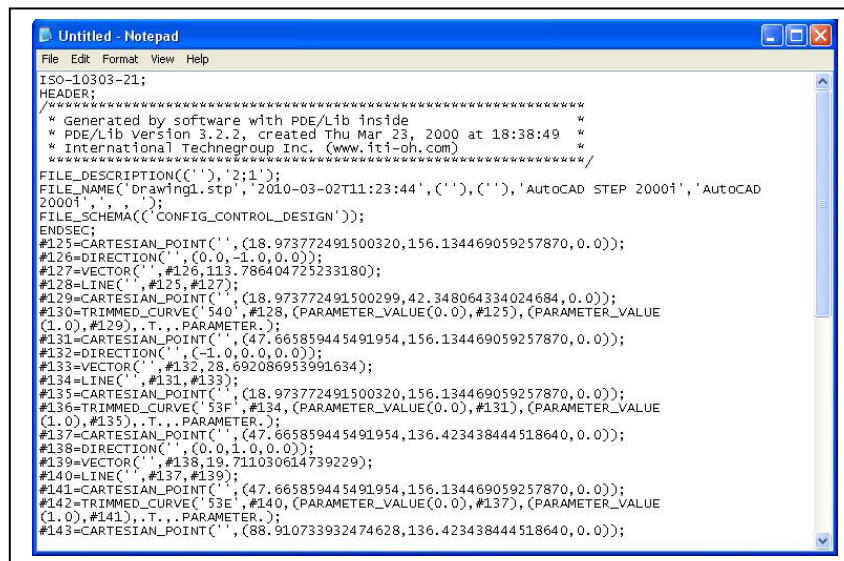 Untitled - Notepad
File Edit Format View Help
ISO-10303-21;
HEADER;
/****************************************************************
 * Generated by software with PDE/Lib inside *
 * PDE/Lib Version 3.2.2, created Thu Mar 23, 2000 at 18:38:49 *
 * International Technegroup Inc. (www.iti-oh.com) *
 ****************************************************************/
FILE_DESCRIPTION((''),'2;1');
FILE_NAME('Drawing1.stp','2010-03-02T11:23:44',(''),(''),'AutoCAD STEP 2000i','AutoCAD
2000i',', , ');
FILE_SCHEMA(('CONFIG_CONTROL_DESIGN'));
ENDSEC;
#125=CARTESIAN_POINT('',(18.973772491500320,156.134469059257870,0.0));
#126=DIRECTION('',(0.0,-1.0,0.0));
#127=VECTOR('',#126,113.786404725233180);
#128=LINE('',#125,#127);
#129=CARTESIAN_POINT('',(18.973772491500299,42.348064334024684,0.0));
#130=TRIMMED_CURVE('540',#128,(PARAMETER_VALUE(0.0),#125),(PARAMETER_VALUE
(1.0),#129),.T.,.PARAMETER.);
#131=CARTESIAN_POINT('',(47.665859445491954,156.134469059257870,0.0));
#132=DIRECTION('',(-1.0,0.0,0.0));
#133=VECTOR('',#132,28.692086953991634);
#134=LINE('',#131,#133);
#135=CARTESIAN_POINT('',(18.973772491500320,156.134469059257870,0.0));
#136=TRIMMED_CURVE('53F',#134,(PARAMETER_VALUE(0.0),#131),(PARAMETER_VALUE
(1.0),#135),.T.,.PARAMETER.);
#137=CARTESIAN_POINT('',(47.665859445491954,136.423438444518640,0.0));
#138=DIRECTION('',(0.0,1.0,0.0));
#139=VECTOR('',#138,19.711030614739229);
#140=LINE('',#137,#139);
#141=CARTESIAN_POINT('',(47.665859445491954,156.134469059257870,0.0));
#142=TRIMMED_CURVE('53E',#140,(PARAMETER_VALUE(0.0),#137),(PARAMETER_VALUE
(1.0),#141),.T.,.PARAMETER.);
#143=CARTESIAN_POINT('',(88.910733932474628,136.423438444518640,0.0));